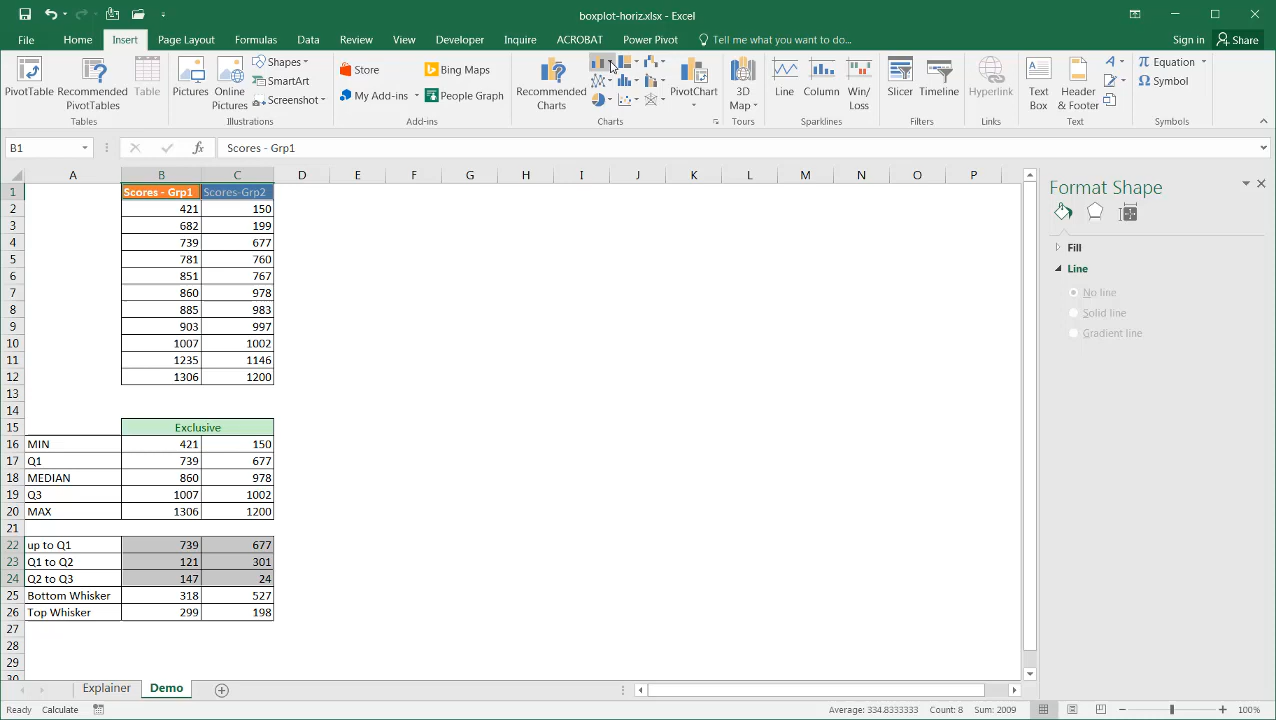 boxplot-horiz.xlsx - Excel
File Home Insert Page Layout Formulas Data Review View Developer Inquire ACROBAT Power Pivot Tell me what you want to do... Sign in Share
PivotTable Recommended PivotTables Tables
Pictures Online Pictures Shapes SmartArt Screenshot Illustrations
Store My Add-ins Bing Maps People Graph Add-ins
Recommended Charts PivotChart Charts
3D Map Tours
Line Column Win/Loss Sparklines
Slicer Timeline Filters
Hyperlink Links
Text Box Header & Footer Text
Equation Symbol Symbols
B1 fx Scores - Grp1
A B C D E F G H I J K L M N O P
1 Scores - Grp1 Scores-Grp2
2 421 150
3 682 199
4 739 677
5 781 760
6 851 767
7 860 978
8 885 983
9 903 997
10 1007 1002
11 1235 1146
12 1306 1200
13
14
15 Exclusive
16 MIN 421 150
17 Q1 739 677
18 MEDIAN 860 978
19 Q3 1007 1002
20 MAX 1306 1200
21
22 up to Q1 739 677
23 Q1 to Q2 121 301
24 Q2 to Q3 147 24
25 Bottom Whisker 318 527
26 Top Whisker 299 198
27
28
29
30
Format Shape
Fill
Line
No line
Solid line
Gradient line
Explainer Demo
Ready Calculate Average: 334.8333333 Count: 8 Sum: 2009 100%